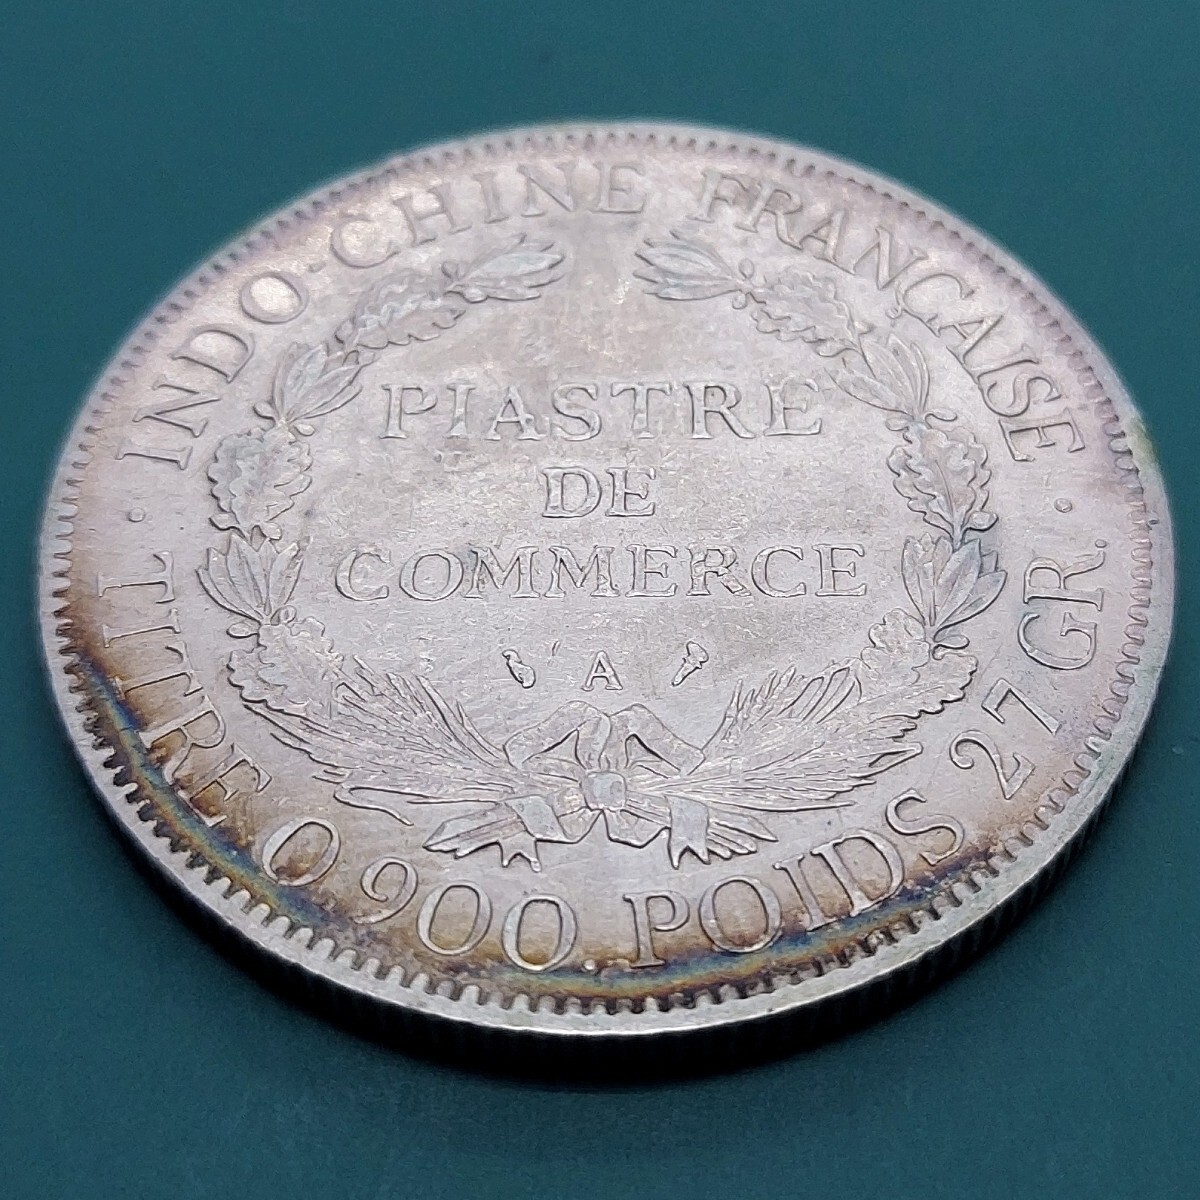 INDO-CHINE FRANÇAISE
PIASTRE
DE
COMMERCE
A
TITRE 0,900. POIDS 27 GR.